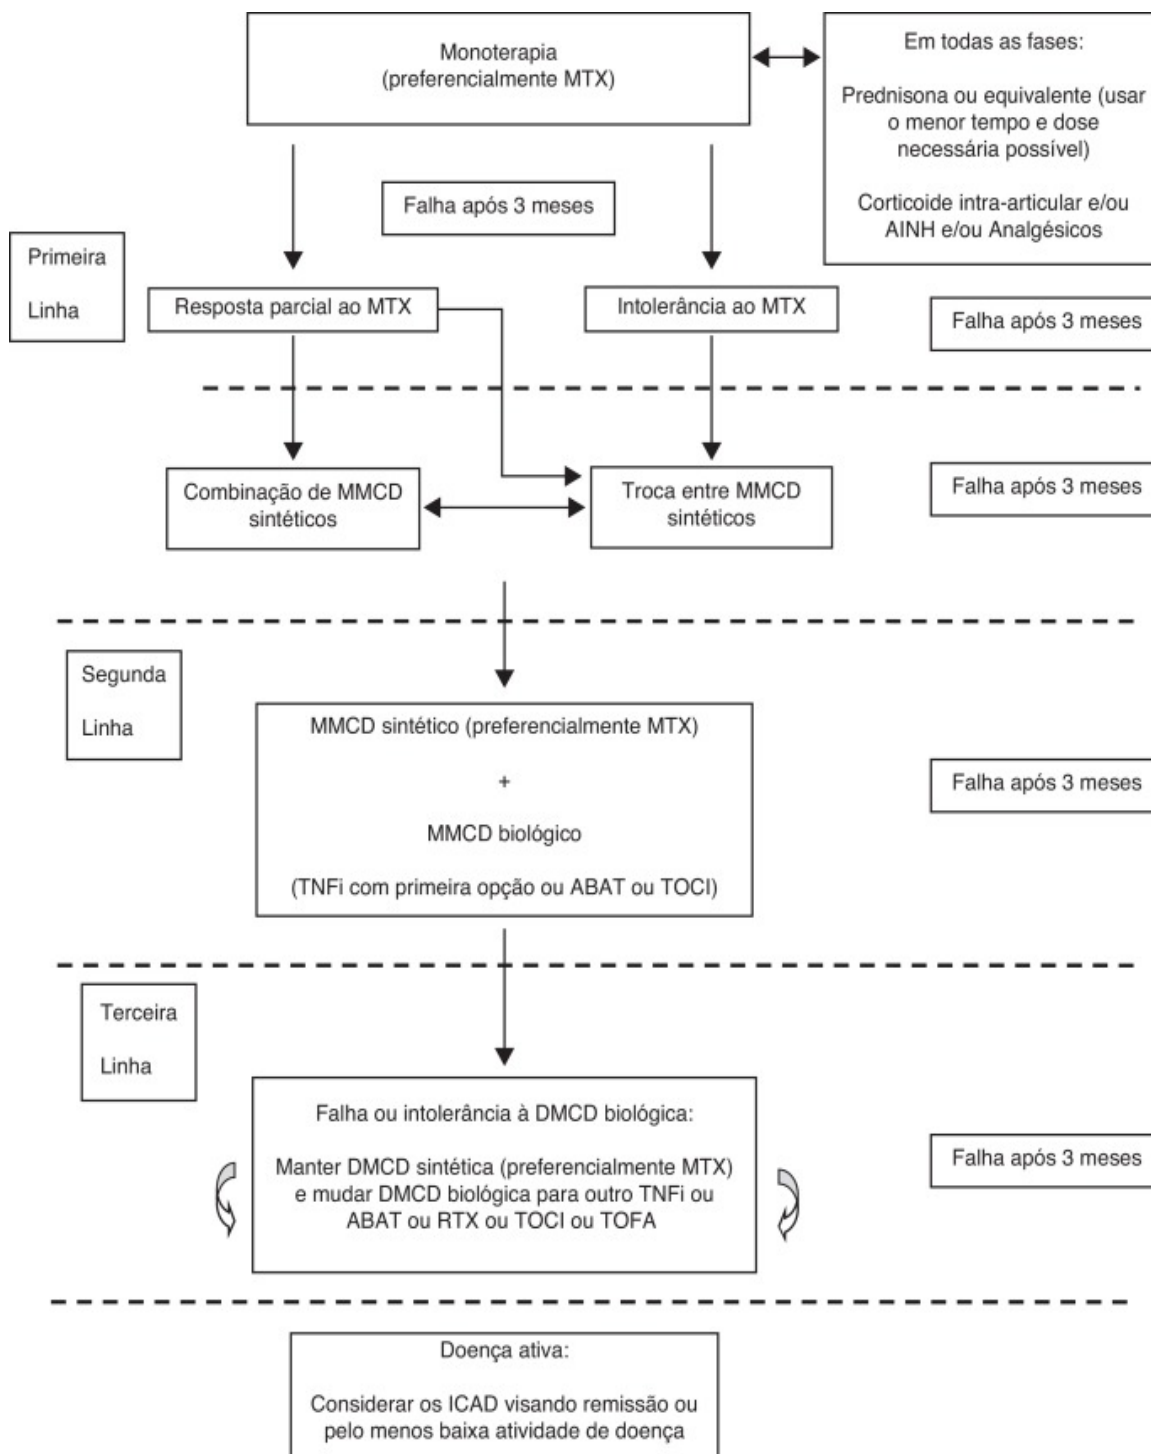 Monoterapia
(preferencialmente MTX)
Em todas as fases:
Prednisona ou equivalente (usar
o menor tempo e dose
necessária possível)
Corticoide intra-articular e/ou
AINH e/ou Analgésicos
Falha após 3 meses
Primeira
Linha
Resposta parcial ao MTX
Intolerância ao MTX
Falha após 3 meses
Combinação de MMCD
sintéticos
Troca entre MMCD
sintéticos
Falha após 3 meses
Segunda
Linha
MMCD sintético (preferencialmente MTX)
+
MMCD biológico
(TNFi com primeira opção ou ABAT ou TOCI)
Falha após 3 meses
Terceira
Linha
Falha ou intolerância à DMCD biológica:
Manter DMCD sintética (preferencialmente MTX)
e mudar DMCD biológica para outro TNFi ou
ABAT ou RTX ou TOCI ou TOFA
Falha após 3 meses
Doença ativa:
Considerar os ICAD visando remissão ou
pelo menos baixa atividade de doença